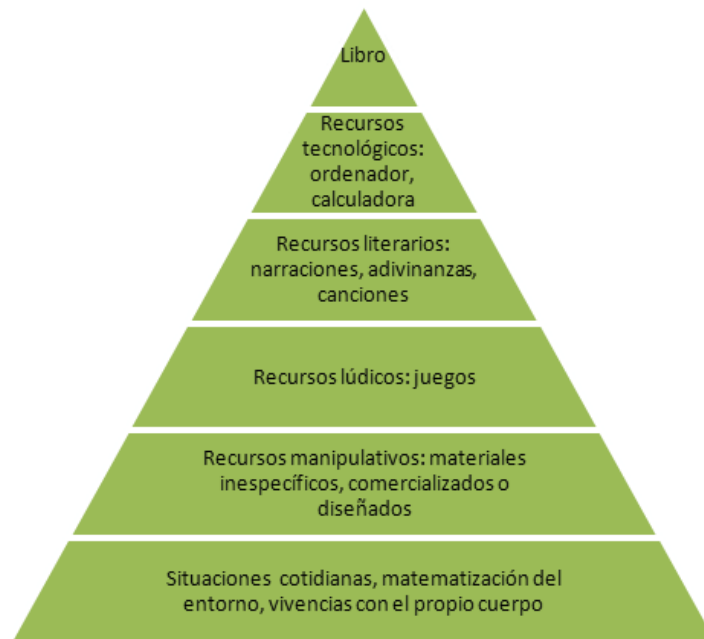 Libro
Recursos
tecnológicos:
ordenador,
calculadora
Recursos literarios:
narraciones, adivinanzas,
canciones
Recursos lúdicos: juegos
Recursos manipulativos: materiales
inespecíficos, comercializados o
diseñados
Situaciones cotidianas, matematización del
entorno, vivencias con el propio cuerpo